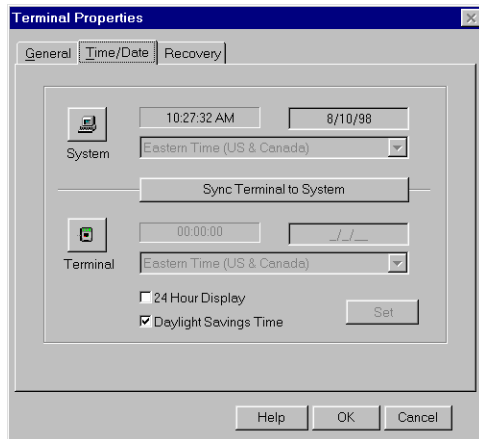 Terminal Properties
General Time/Date Recovery
10:27:32 AM 8/10/98
System
Eastern Time (US & Canada)
Sync Terminal to System
00:00:00 _/_/__
Terminal
Eastern Time (US & Canada)
24 Hour Display
Daylight Savings Time
Set
Help OK Cancel